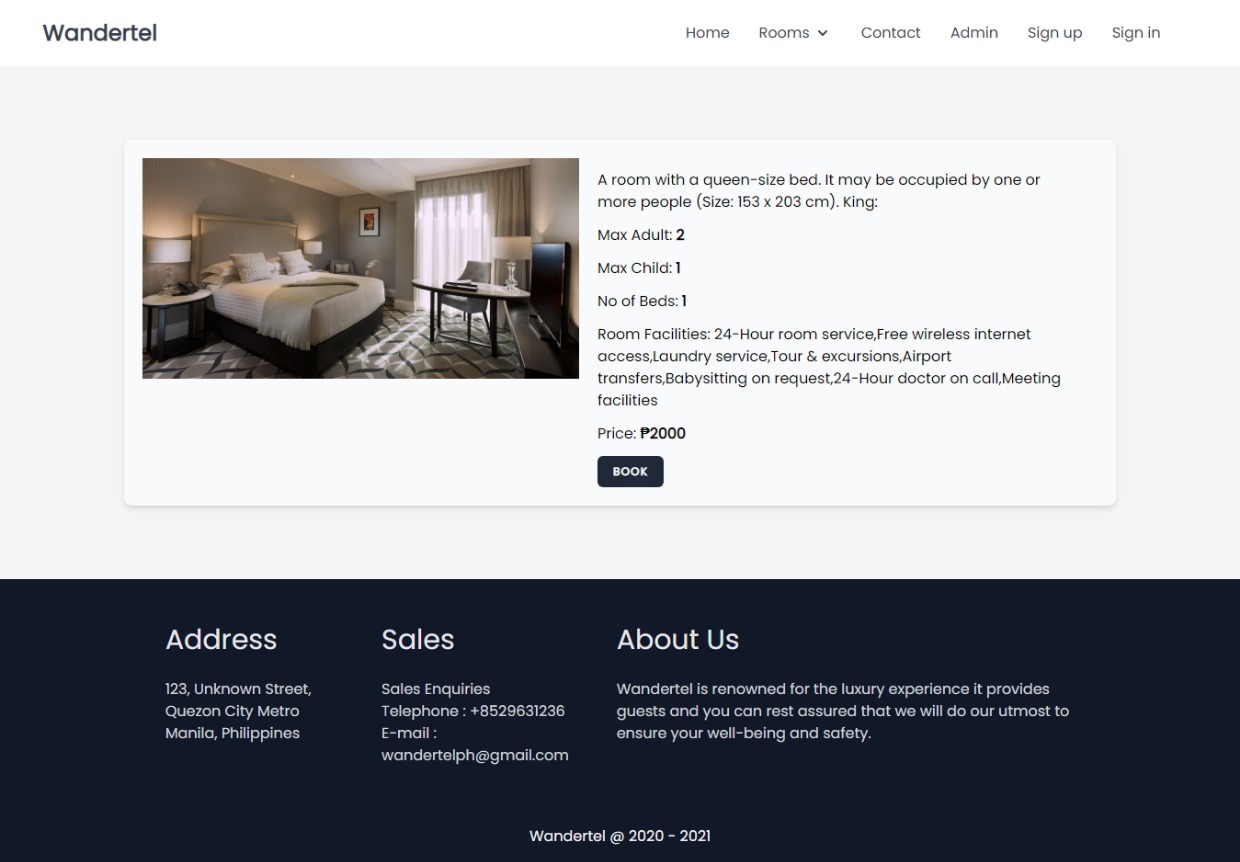 Wandertel
Home
Rooms
Contact
Admin
Sign up
Sign in
A room with a queen-size bed. It may be occupied by one or
more people (Size: 153 x 203 cm). King:
Max Adult: 2
Max Child: 1
No of Beds: 1
Room Facilities: 24-Hour room service,Free wireless internet
access,Laundry service,Tour & excursions,Airport
transfers,Babysitting on request,24-Hour doctor on call,Meeting
facilities
Price: ₱2000
BOOK
Address
123, Unknown Street,
Quezon City Metro
Manila, Philippines
Sales
Sales Enquiries
Telephone : +8529631236
E-mail :
wandertelph@gmail.com
About Us
Wandertel is renowned for the luxury experience it provides
guests and you can rest assured that we will do our utmost to
ensure your well-being and safety.
Wandertel @ 2020 - 2021